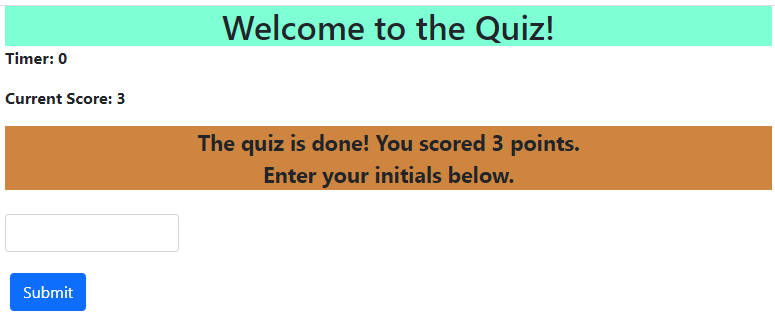 Welcome to the Quiz!
Timer: 0
Current Score: 3
The quiz is done! You scored 3 points.
Enter your initials below.
Submit